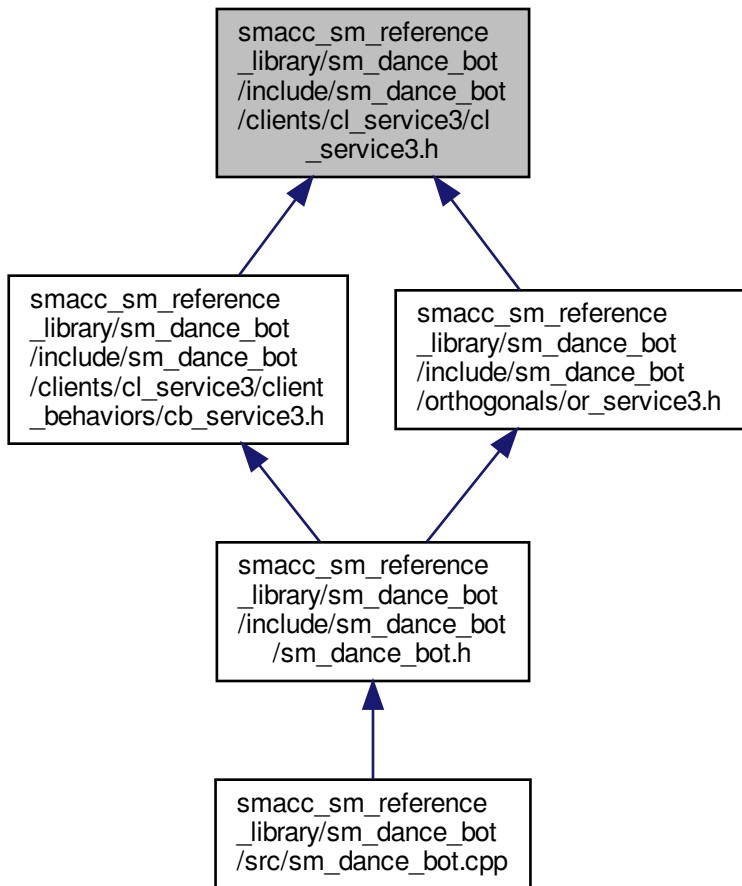 smacc_sm_reference
_library/sm_dance_bot
/include/sm_dance_bot
/clients/cl_service3/cl
_service3.h
smacc_sm_reference
_library/sm_dance_bot
/include/sm_dance_bot
/clients/cl_service3/client
_behaviors/cb_service3.h
smacc_sm_reference
_library/sm_dance_bot
/include/sm_dance_bot
/orthogonals/or_service3.h
smacc_sm_reference
_library/sm_dance_bot
/include/sm_dance_bot
/sm_dance_bot.h
smacc_sm_reference
_library/sm_dance_bot
/src/sm_dance_bot.cpp